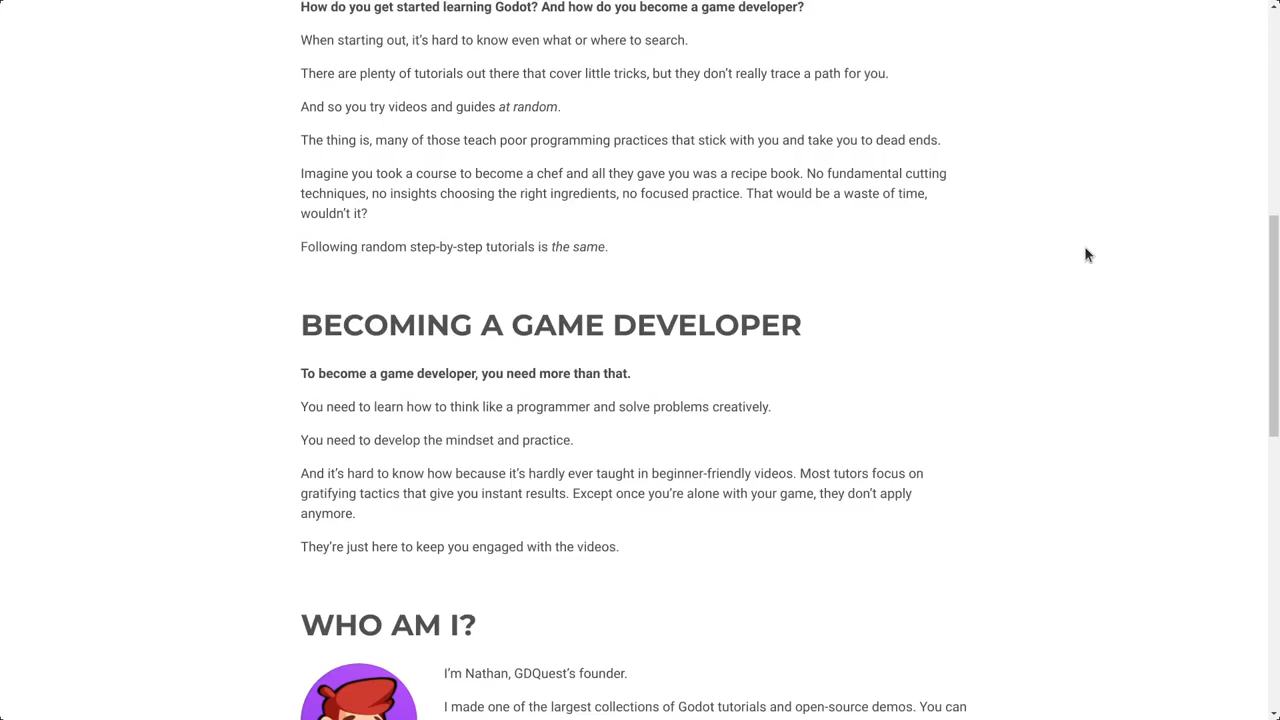 How do you get started learning Godot? And how do you become a game developer?
When starting out, it's hard to know even what or where to search.
There are plenty of tutorials out there that cover little tricks, but they don't really trace a path for you.
And so you try videos and guides at random.
The thing is, many of those teach poor programming practices that stick with you and take you to dead ends.
Imagine you took a course to become a chef and all they gave you was a recipe book. No fundamental cutting
techniques, no insights choosing the right ingredients, no focused practice. That would be a waste of time,
wouldn't it?
Following random step-by-step tutorials is the same.
BECOMING A GAME DEVELOPER
To become a game developer, you need more than that.
You need to learn how to think like a programmer and solve problems creatively.
You need to develop the mindset and practice.
And it's hard to know how because it's hardly ever taught in beginner-friendly videos. Most tutors focus on
gratifying tactics that give you instant results. Except once you're alone with your game, they don't apply
anymore.
They're just here to keep you engaged with the videos.
WHO AM I?
I'm Nathan, GDQuest's founder.
I made one of the largest collections of Godot tutorials and open-source demos. You can